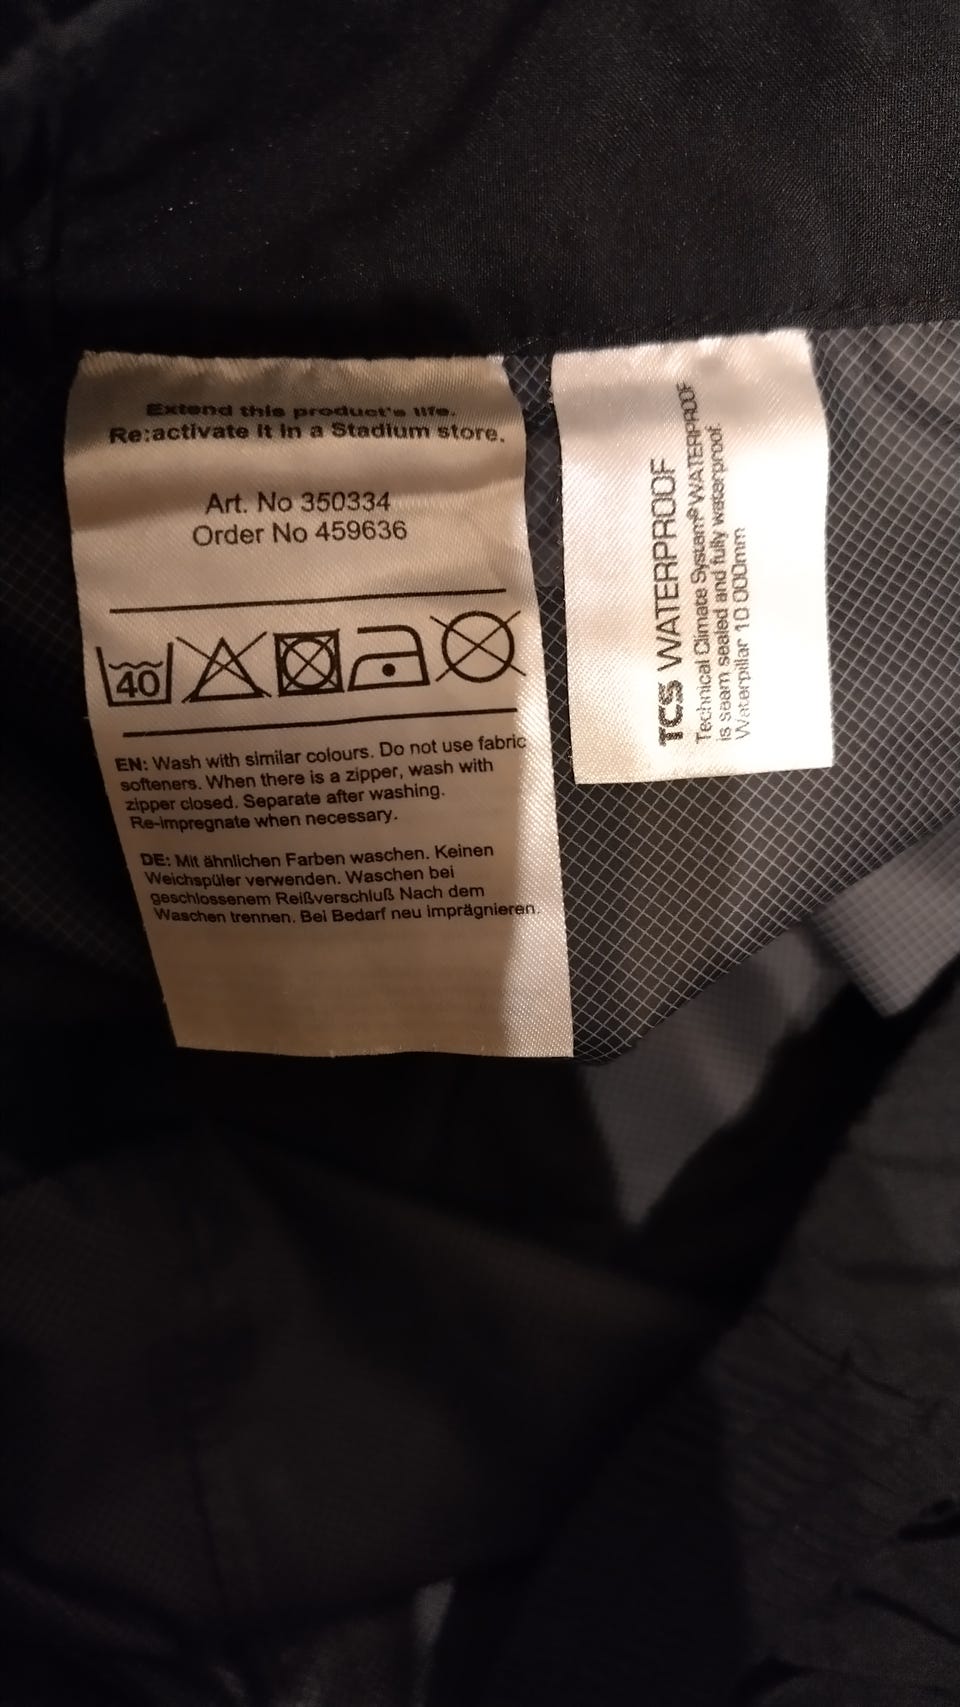 Extend this product's life.
Re:activate it in a Stadium store.
Art. No 350334
Order No 459636
40
EN: Wash with similar colours. Do not use fabric
softeners. When there is a zipper, wash with
zipper closed. Separate after washing.
Re-impregnate when necessary.
DE: Mit ähnlichen Farben waschen. Keinen
Weichspüler verwenden. Waschen bei
geschlossenem Reißverschluß Nach dem
Waschen trennen. Bei Bedarf neu imprägnieren.
TCS WATERPROOF
Technical Climate System® WATERPROOF
is seam sealed and fully waterproof.
Waterpillar 10 000mm